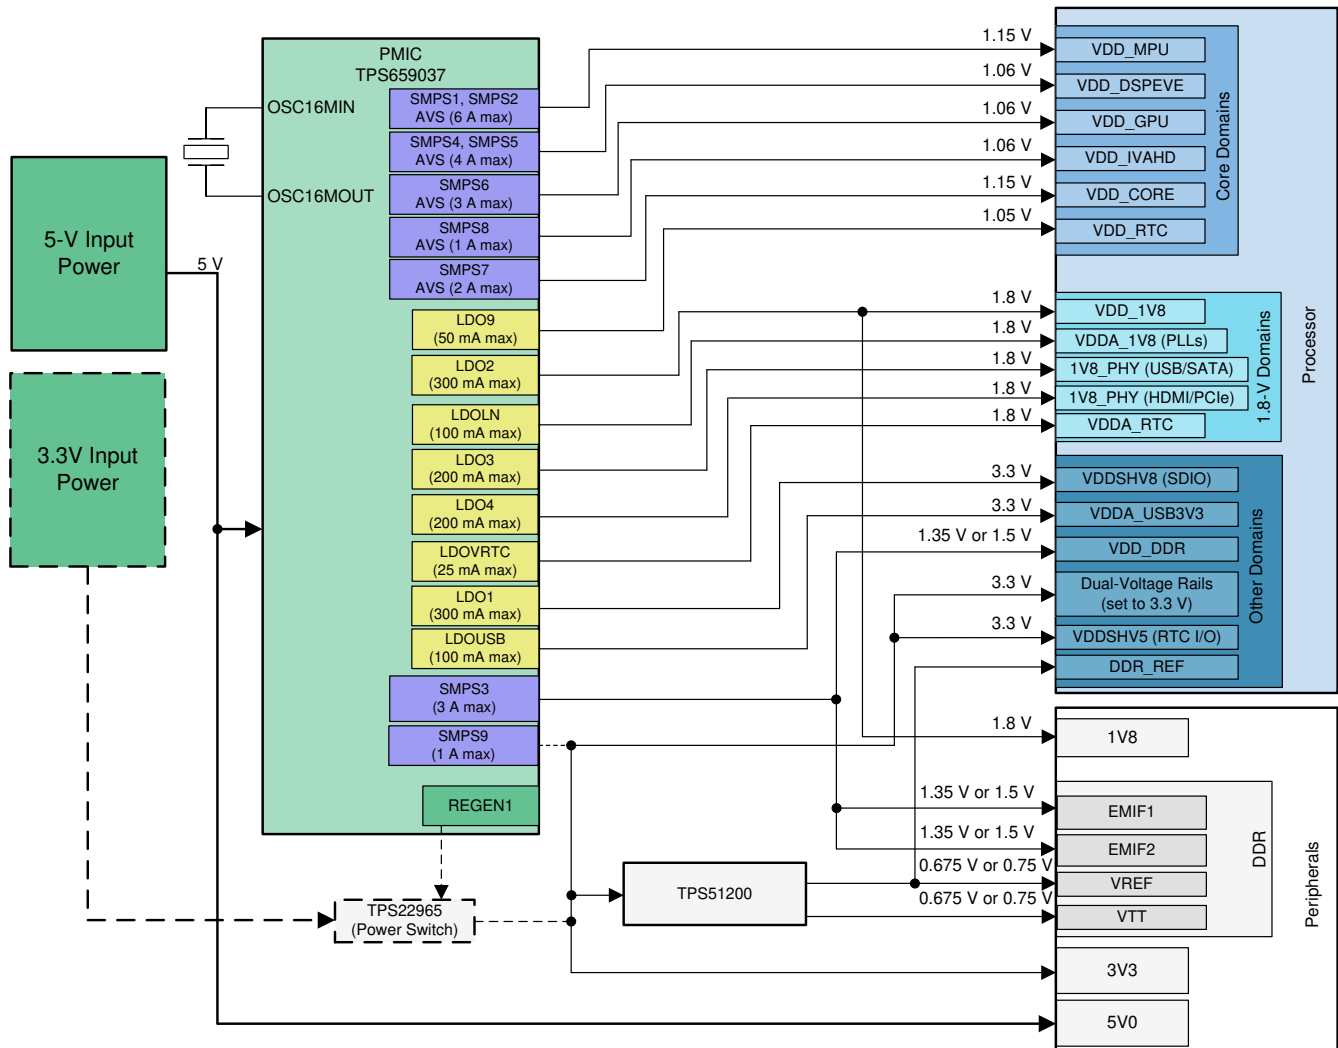 5-V Input
Power
5 V
3.3V Input
Power
PMIC
TPS659037
OSC16MIN
OSC16MOUT
SMPS1, SMPS2
AVS (6 A max)
SMPS4, SMPS5
AVS (4 A max)
SMPS6
AVS (3 A max)
SMPS8
AVS (1 A max)
SMPS7
AVS (2 A max)
LDO9
(50 mA max)
LDO2
(300 mA max)
LDOLN
(100 mA max)
LDO3
(200 mA max)
LDO4
(200 mA max)
LDOVRTC
(25 mA max)
LDO1
(300 mA max)
LDOUSB
(100 mA max)
SMPS3
(3 A max)
SMPS9
(1 A max)
REGEN1
TPS22965
(Power Switch)
TPS51200
1.15 V
1.06 V
1.06 V
1.06 V
1.15 V
1.05 V
1.8 V
1.8 V
1.8 V
1.8 V
1.8 V
3.3 V
3.3 V
1.35 V or 1.5 V
3.3 V
3.3 V
1.8 V
1.35 V or 1.5 V
1.35 V or 1.5 V
0.675 V or 0.75 V
0.675 V or 0.75 V
VDD_MPU
VDD_DSPEVE
VDD_GPU
VDD_IVAHD
VDD_CORE
VDD_RTC
Core Domains
VDD_1V8
VDDA_1V8 (PLLs)
1V8_PHY (USB/SATA)
1V8_PHY (HDMI/PCIe)
VDDA_RTC
1.8-V Domains
VDDSHV8 (SDIO)
VDDA_USB3V3
VDD_DDR
Dual-Voltage Rails
(set to 3.3 V)
VDDSHV5 (RTC I/O)
DDR_REF
Other Domains
Processor
1V8
EMIF1
EMIF2
VREF
VTT
DDR
3V3
5V0
Peripherals